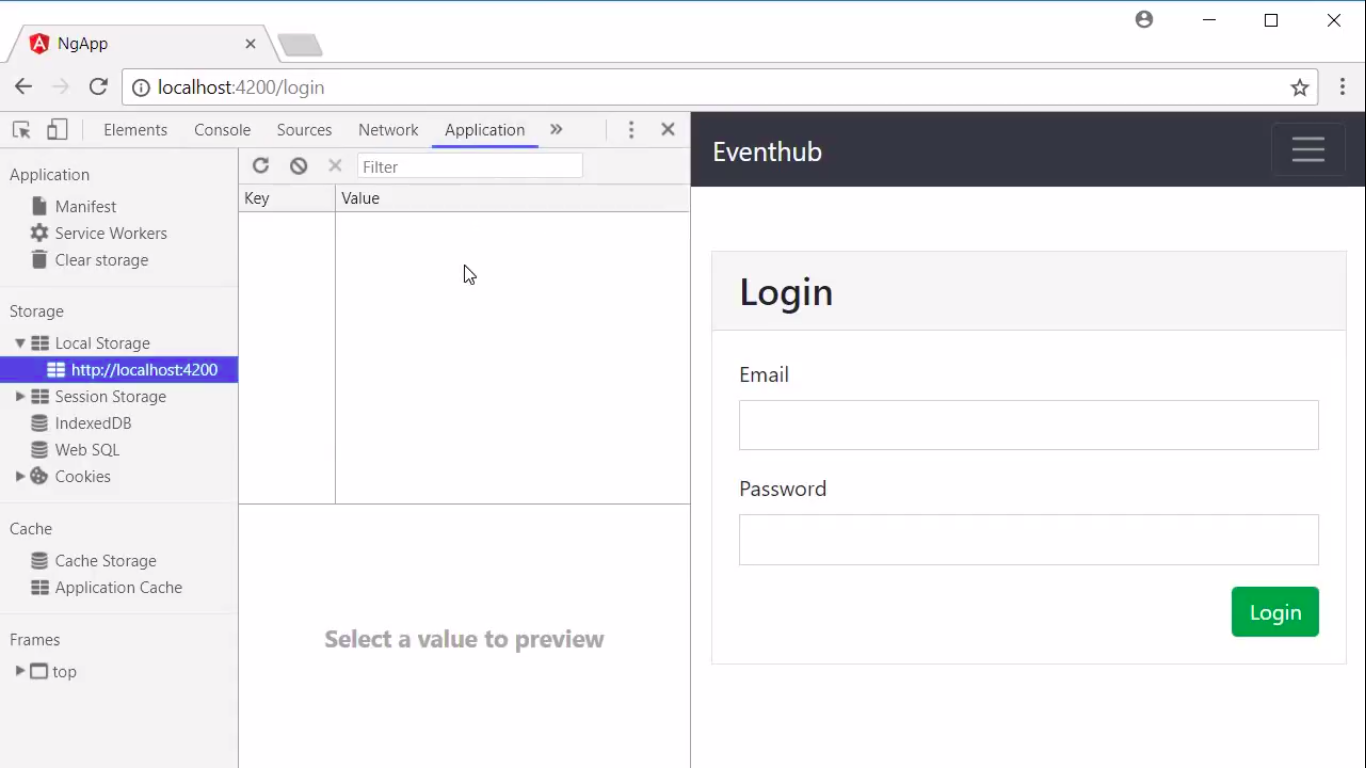 NgApp
localhost:4200/login
Elements Console Sources Network Application »
Application
Manifest
Service Workers
Clear storage
Storage
Local Storage
http://localhost:4200
Session Storage
IndexedDB
Web SQL
Cookies
Cache
Cache Storage
Application Cache
Frames
top
Filter
Key Value
Select a value to preview
Eventhub
Login
Email
Password
Login